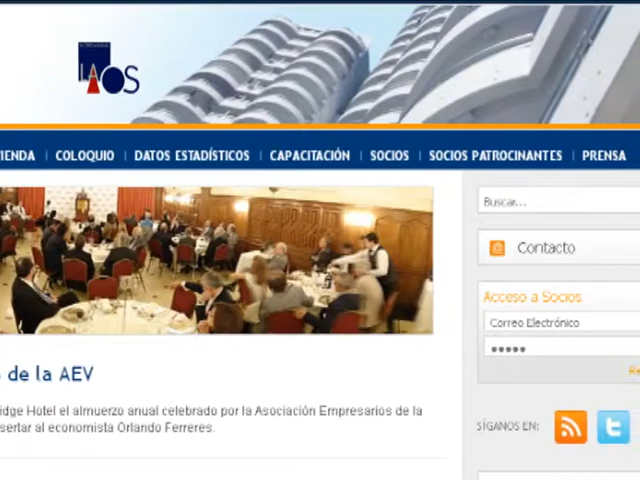 LAOS
IENDA | COLOQUIO | DATOS ESTADÍSTICOS | CAPACITACIÓN | SOCIOS | SOCIOS PATROCINANTES | PRENSA
Buscar...
Contacto
Acceso a Socios
Correo Electrónico
•••••
Re
de la AEV
idge Hotel el almuerzo anual celebrado por la Asociación Empresarios de la
sertar al economista Orlando Ferreres.
SÍGANOS EN: